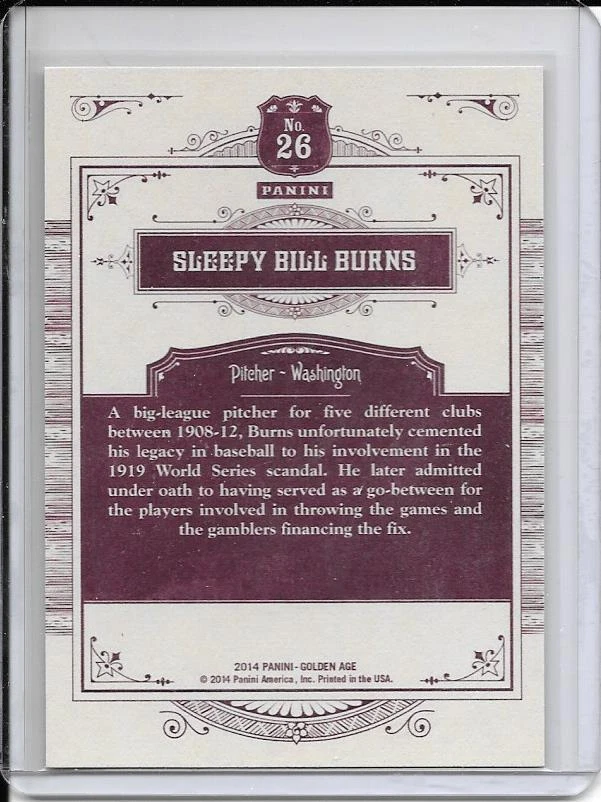 No.
26
PANINI
SLEEPY BILL BURNS
Pitcher - Washington
A big-league pitcher for five different clubs
between 1908-12, Burns unfortunately cemented
his legacy in baseball to his involvement in the
1919 World Series scandal. He later admitted
under oath to having served as a go-between for
the players involved in throwing the games and
the gamblers financing the fix.
2014 PANINI - GOLDEN AGE
© 2014 Panini America, Inc. Printed in the USA.